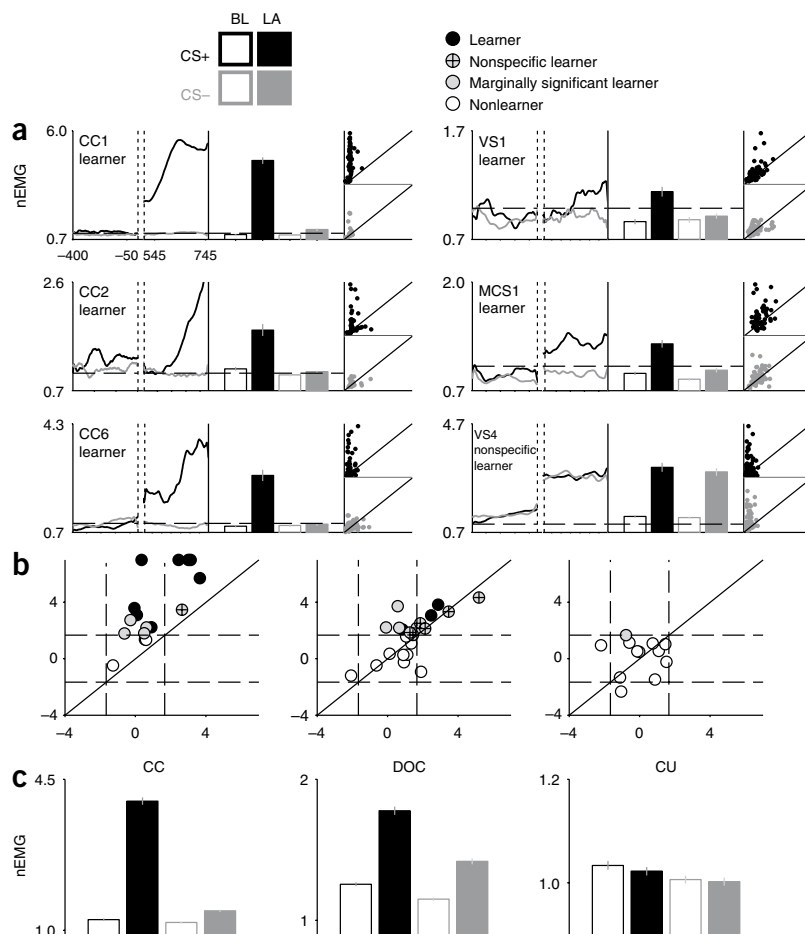 BL LA
CS+
CS−
Learner
Nonspecific learner
Marginally significant learner
Nonlearner
a
nEMG
6.0
0.7
CC1
learner
−400 −50 545 745
1.7
0.7
VS1
learner
2.6
0.7
CC2
learner
2.0
0.7
MCS1
learner
4.3
0.7
CC6
learner
4.7
0.7
VS4
nonspecific
learner
b
4
0
−4
−4 0 4
4
0
−4
−4 0 4
4
0
−4
−4 0 4
c
CC DOC CU
nEMG
4.5
1.0
2
1
1.2
1.0